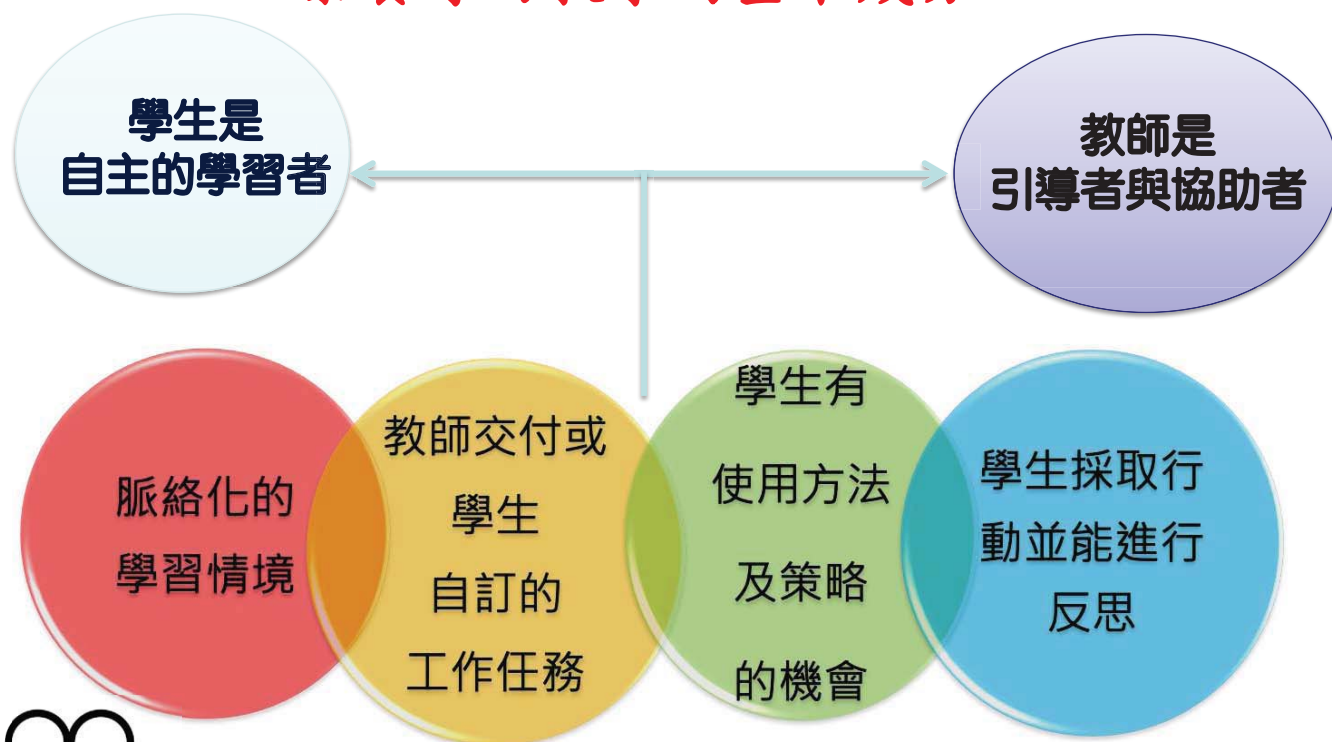 學生是
自主的學習者
教師是
引導者與協助者
脈絡化的
學習情境
教師交付或
學生
自訂的
工作任務
學生有
使用方法
及策略
的機會
學生採取行
動並能進行
反思